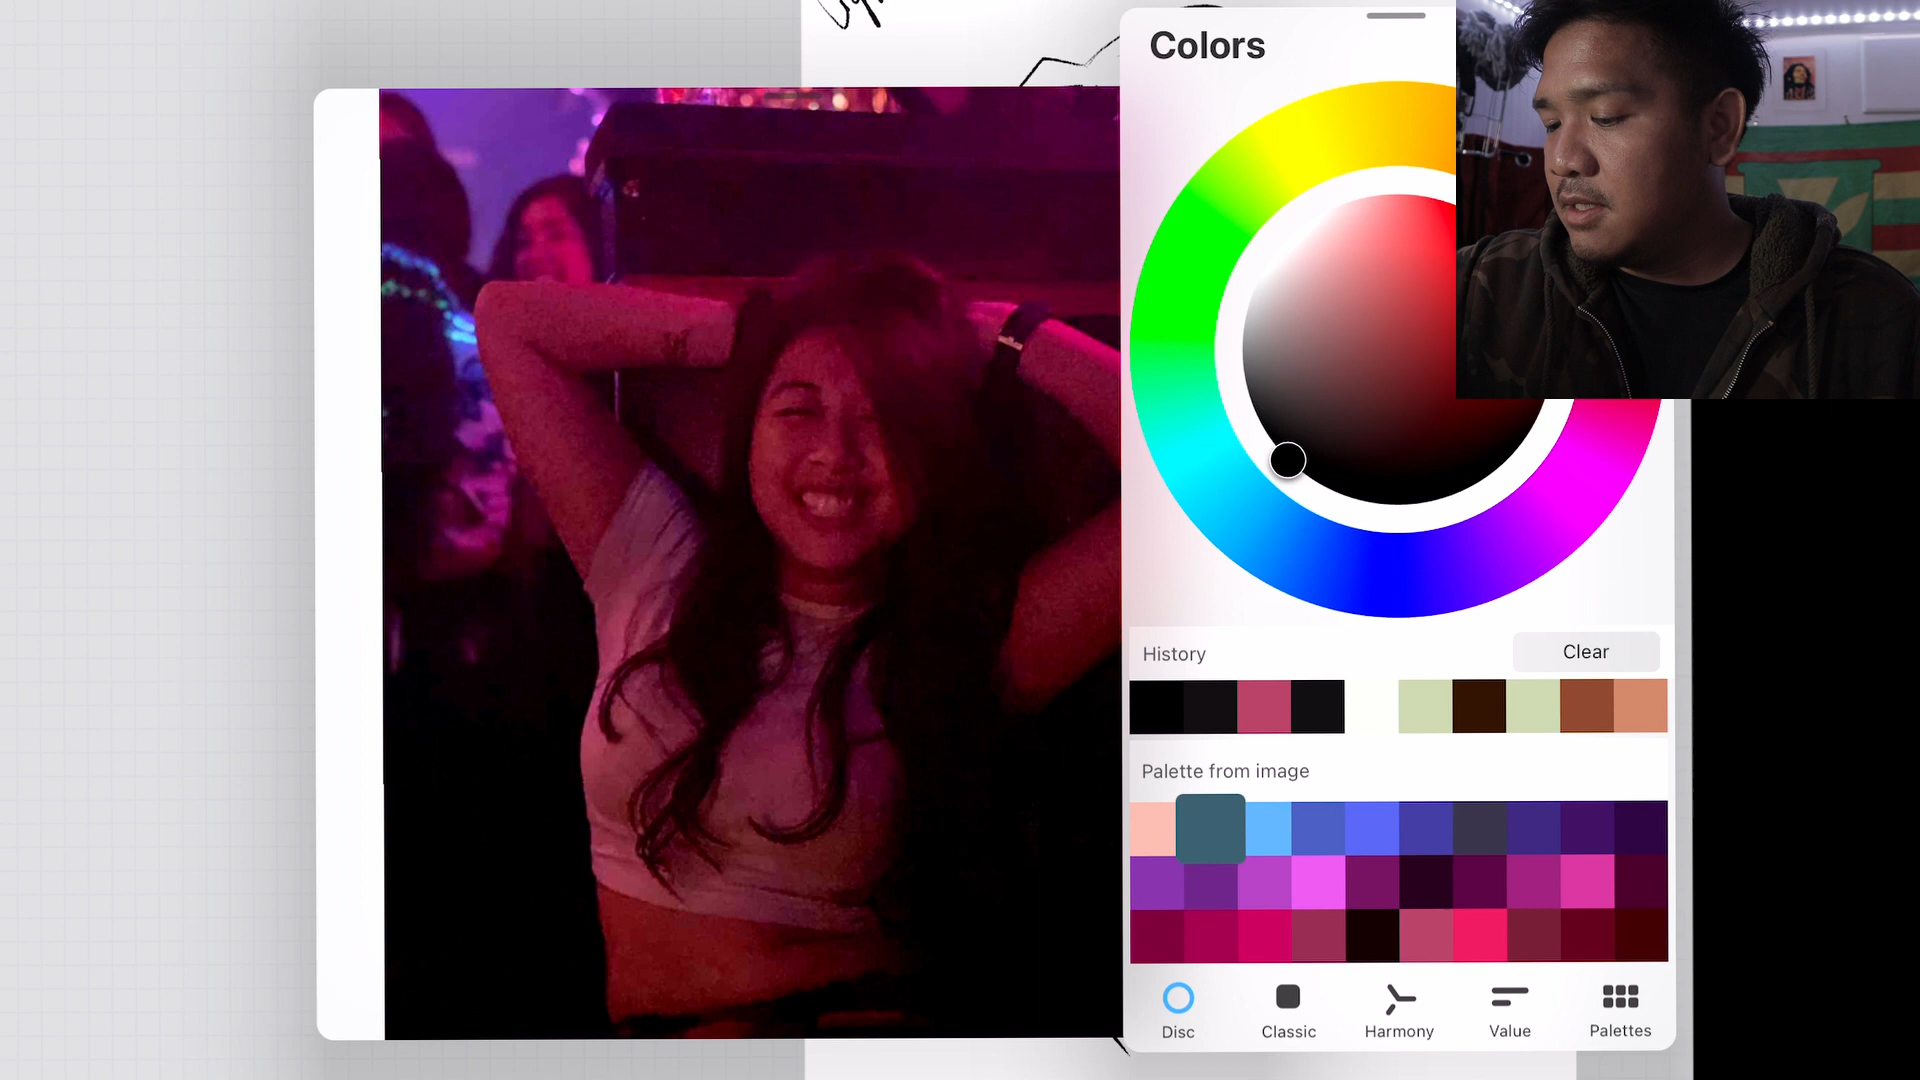 Colors
History
Clear
Palette from image
Disc
Classic
Harmony
Value
Palettes